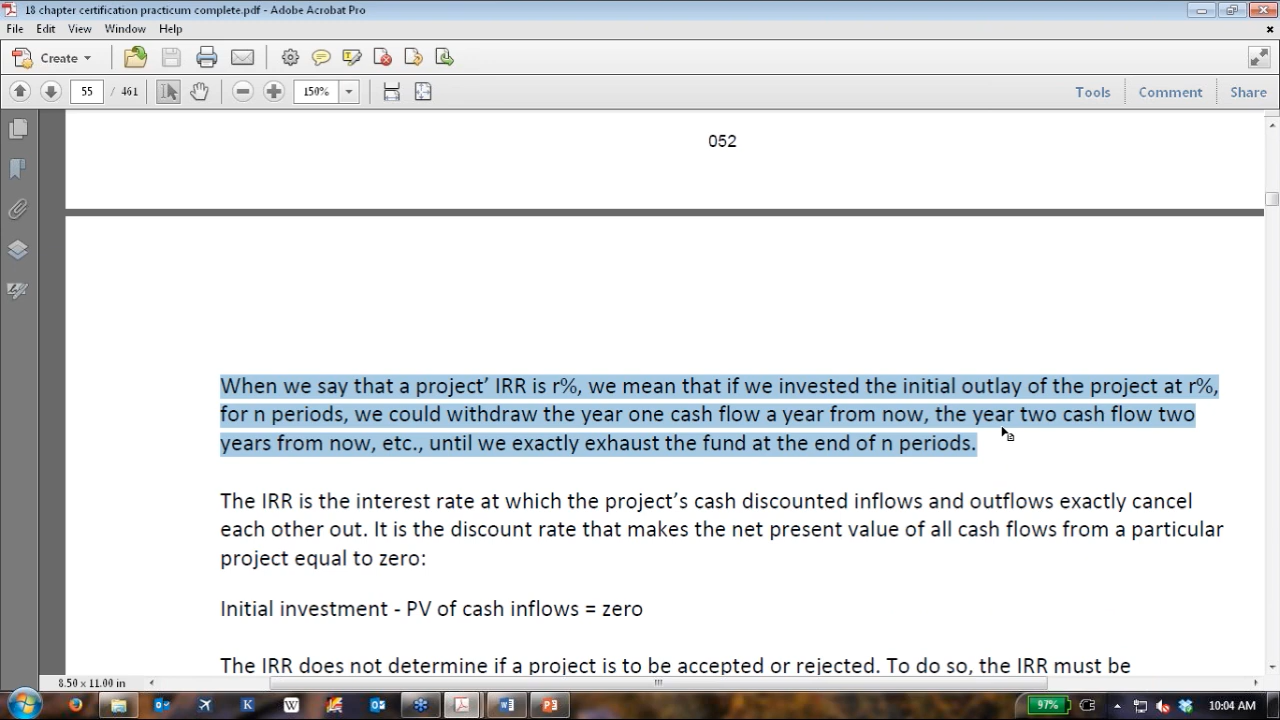 18 chapter certification practicum complete.pdf - Adobe Acrobat Pro
File Edit View Window Help
Create
55 / 461 150% Tools Comment Share
052
When we say that a project’ IRR is r%, we mean that if we invested the initial outlay of the project at r%,
for n periods, we could withdraw the year one cash flow a year from now, the year two cash flow two
years from now, etc., until we exactly exhaust the fund at the end of n periods.
The IRR is the interest rate at which the project’s cash discounted inflows and outflows exactly cancel
each other out. It is the discount rate that makes the net present value of all cash flows from a particular
project equal to zero:
Initial investment - PV of cash inflows = zero
The IRR does not determine if a project is to be accepted or rejected. To do so, the IRR must be
8.50 x 11.00 in
97% 10:04 AM